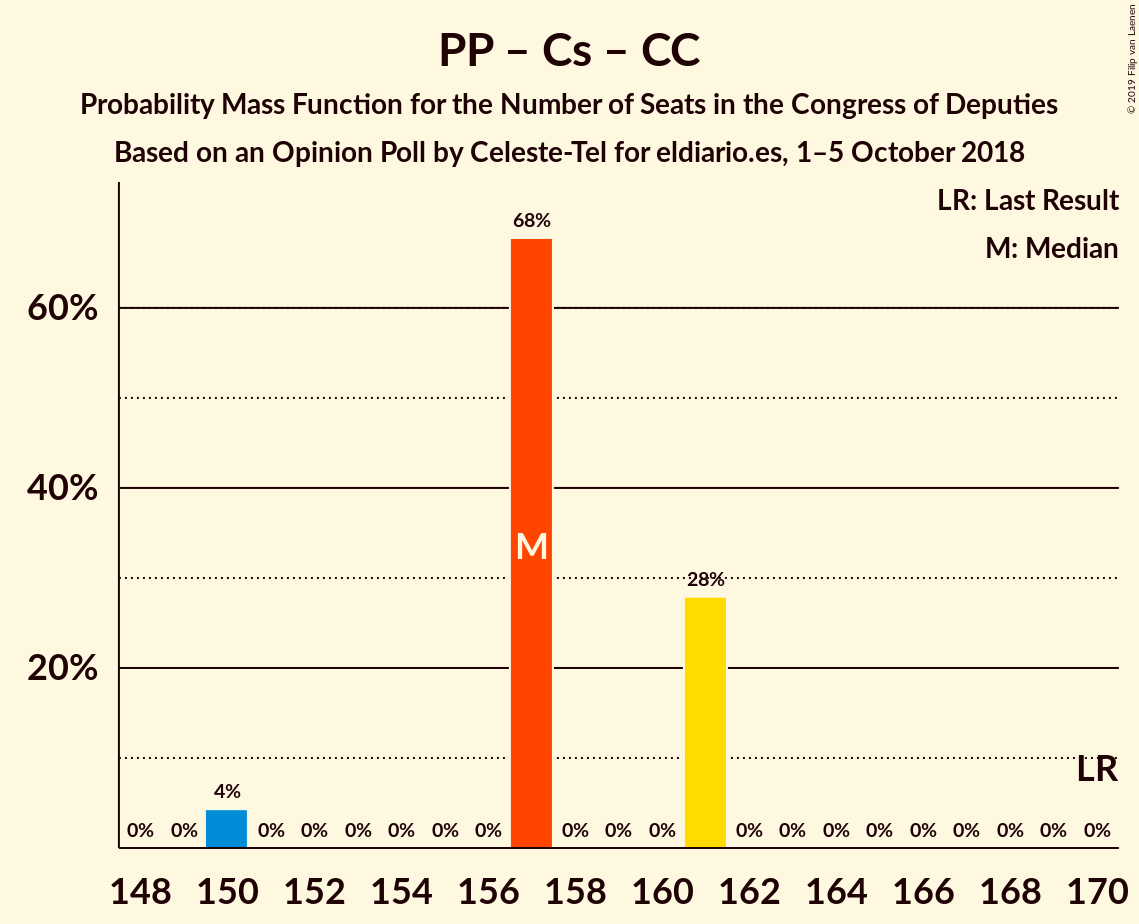 PP – Cs – CC
Probability Mass Function for the Number of Seats in the Congress of Deputies
Based on an Opinion Poll by Celeste-Tel for eldiario.es, 1–5 October 2018
© 2019 Filip van Laenen
LR: Last Result
M: Median
68%
60%
40%
M
28%
20%
LR
4%
0% 0% 0% 0% 0% 0% 0% 0% 0% 0% 0% 0% 0% 0% 0% 0% 0% 0% 0% 0%
148 150 152 154 156 158 160 162 164 166 168 170